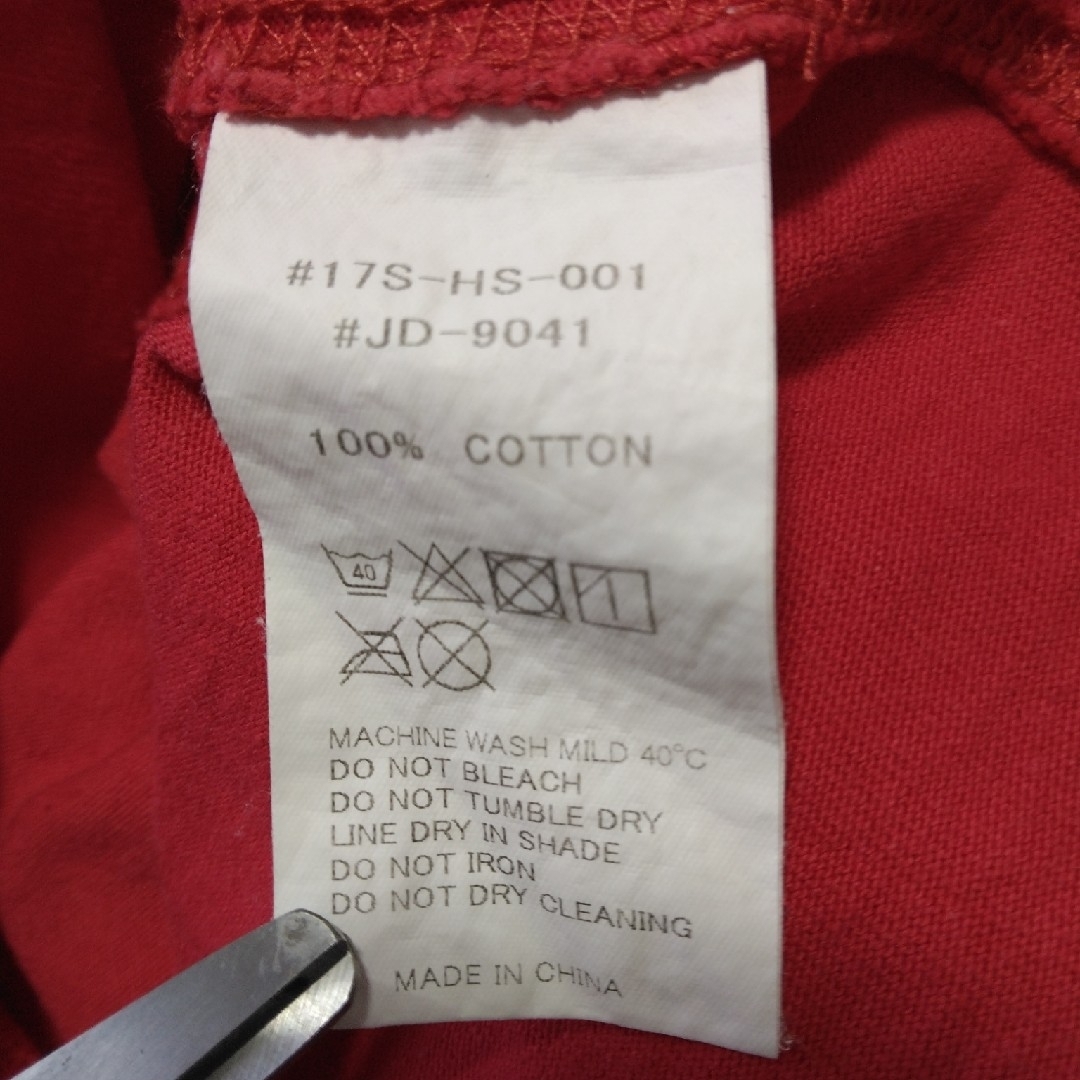 #17S-HS-001
#JD-9041
100% COTTON
40
MACHINE WASH MILD 40°C
DO NOT BLEACH
DO NOT TUMBLE DRY
LINE DRY IN SHADE
DO NOT IRON
DO NOT DRY CLEANING
MADE IN CHINA